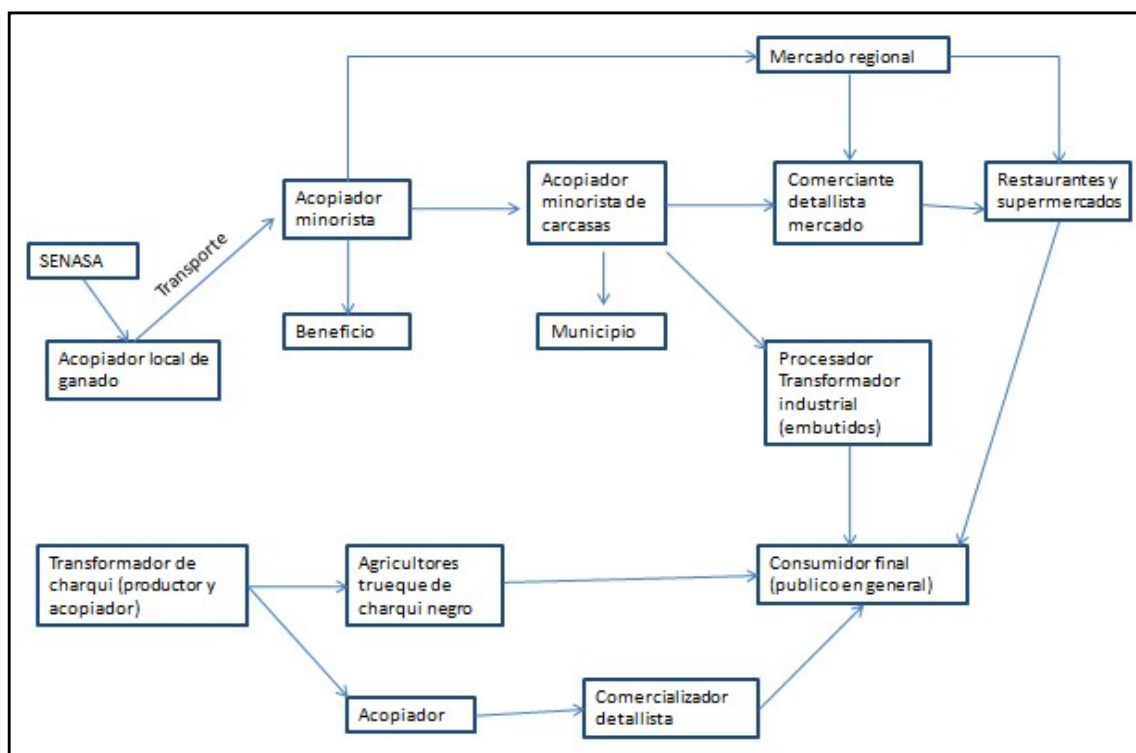 Mercado regional
Acopiador
minorista
Acopiador
minorista de
carcasas
Comerciante
detallista
mercado
Restaurantes y
supermercados
SENASA
Transporte
Acopiador local de
ganado
Beneficio
Municipio
Procesador
Transformador
industrial
(embutidos)
Transformador de
charqui (productor y
acopiador)
Agricultores
trueque de
charqui negro
Consumidor final
(publico en general)
Acopiador
Comercializador
detallista